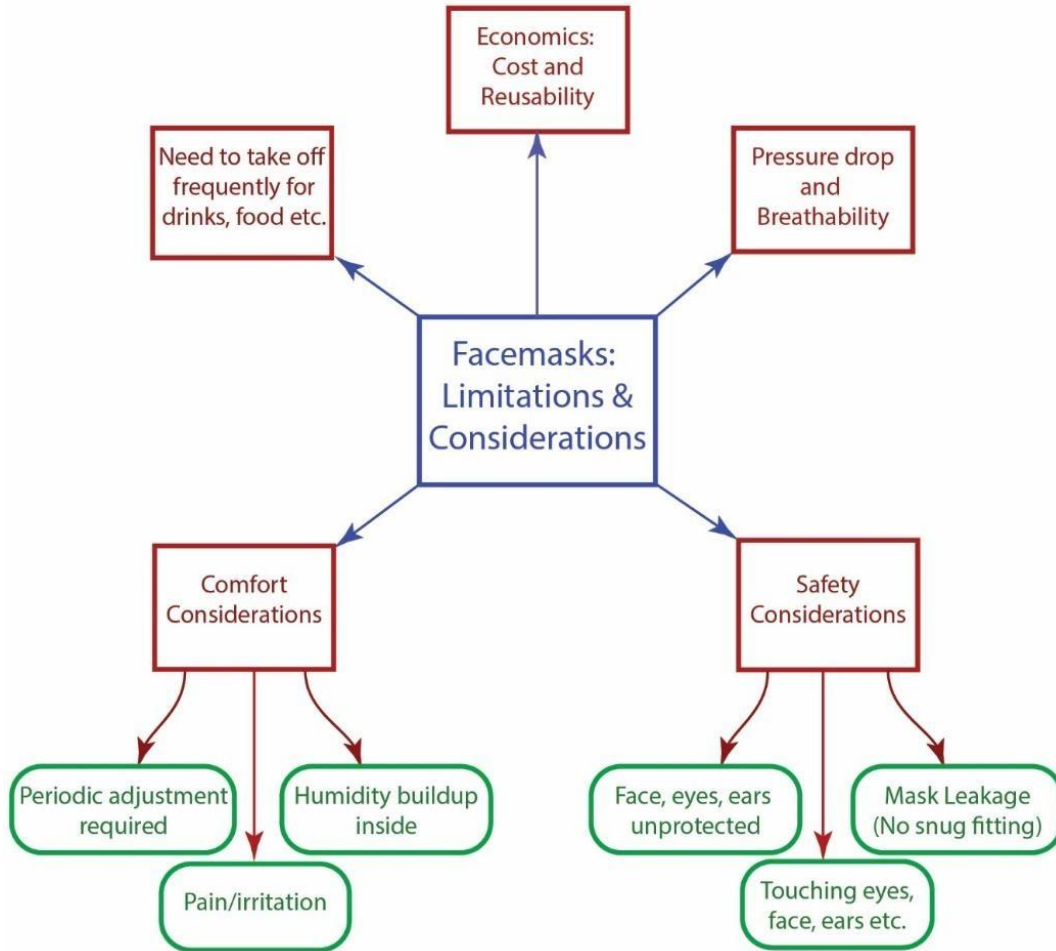 Economics:
Cost and
Reusability
Need to take off
frequently for
drinks, food etc.
Pressure drop
and
Breathability
Facemasks:
Limitations &
Considerations
Comfort
Considerations
Safety
Considerations
Periodic adjustment
required
Humidity buildup
inside
Pain/irritation
Face, eyes, ears
unprotected
Mask Leakage
(No snug fitting)
Touching eyes,
face, ears etc.